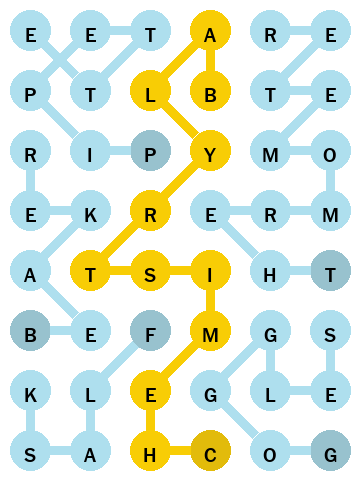 E E T A R E
P T L B T E
R I P Y M O
E K R E R M
A T S I H T
B E F M G S
K L E G L E
S A H C O G